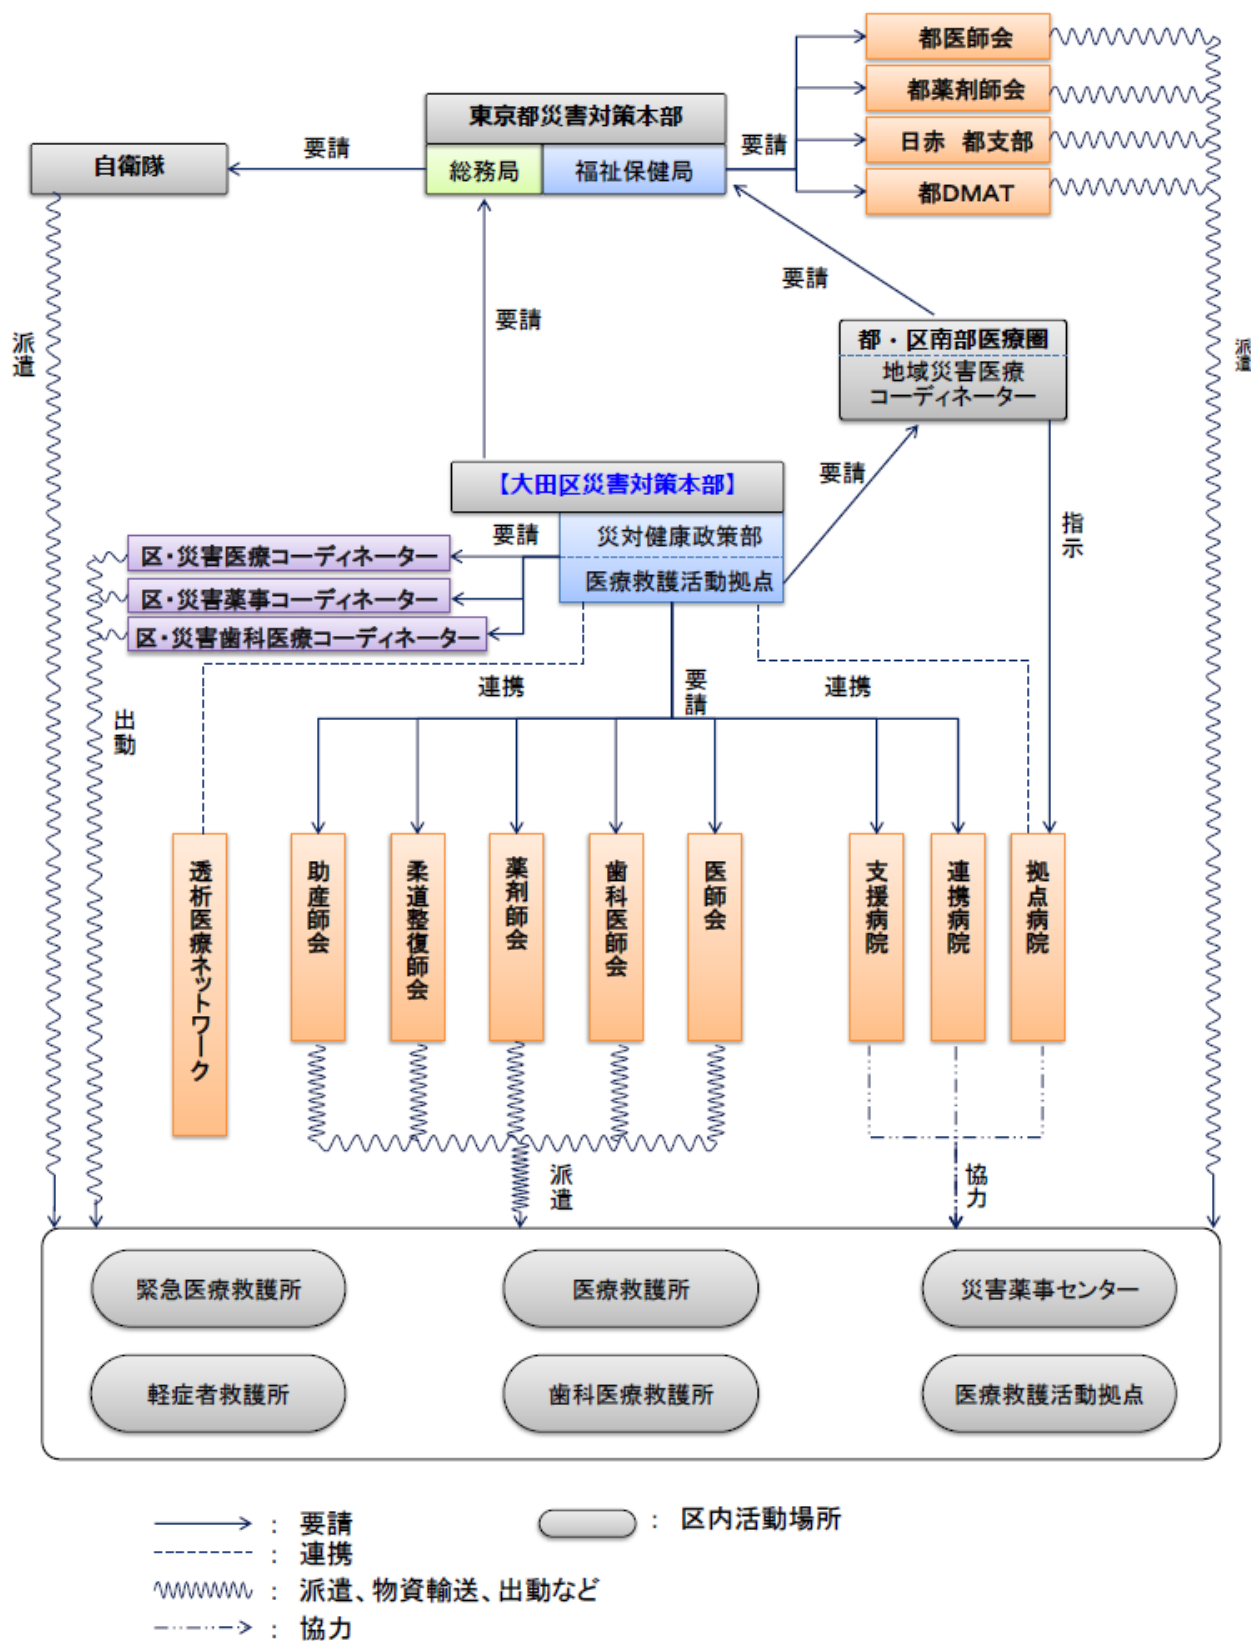 都医師会
都薬剤師会
日赤 都支部
都DMAT
東京都災害対策本部
総務局
福祉保健局
要請
要請
自衛隊
派遣
要請
要請
都・区南部医療圏
地域災害医療
コーディネーター
派遣
要請
指示
【大田区災害対策本部】
災対健康政策部
医療救護活動拠点
要請
区・災害医療コーディネーター
区・災害薬事コーディネーター
区・災害歯科医療コーディネーター
出動
連携
要請
連携
透析医療ネットワーク
助産師会
柔道整復師会
薬剤師会
歯科医師会
医師会
支援病院
連携病院
拠点病院
派遣
協力
緊急医療救護所
医療救護所
災害薬事センター
軽症者救護所
歯科医療救護所
医療救護活動拠点
： 要請
： 連携
： 派遣、物資輸送、出動など
： 協力
： 区内活動場所